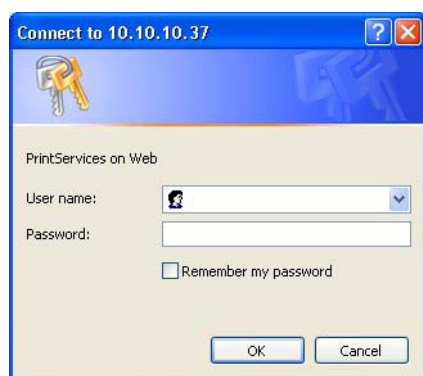 Connect to 10.10.10.37
PrintServices on Web
User name:
Password:
Remember my password
OK Cancel